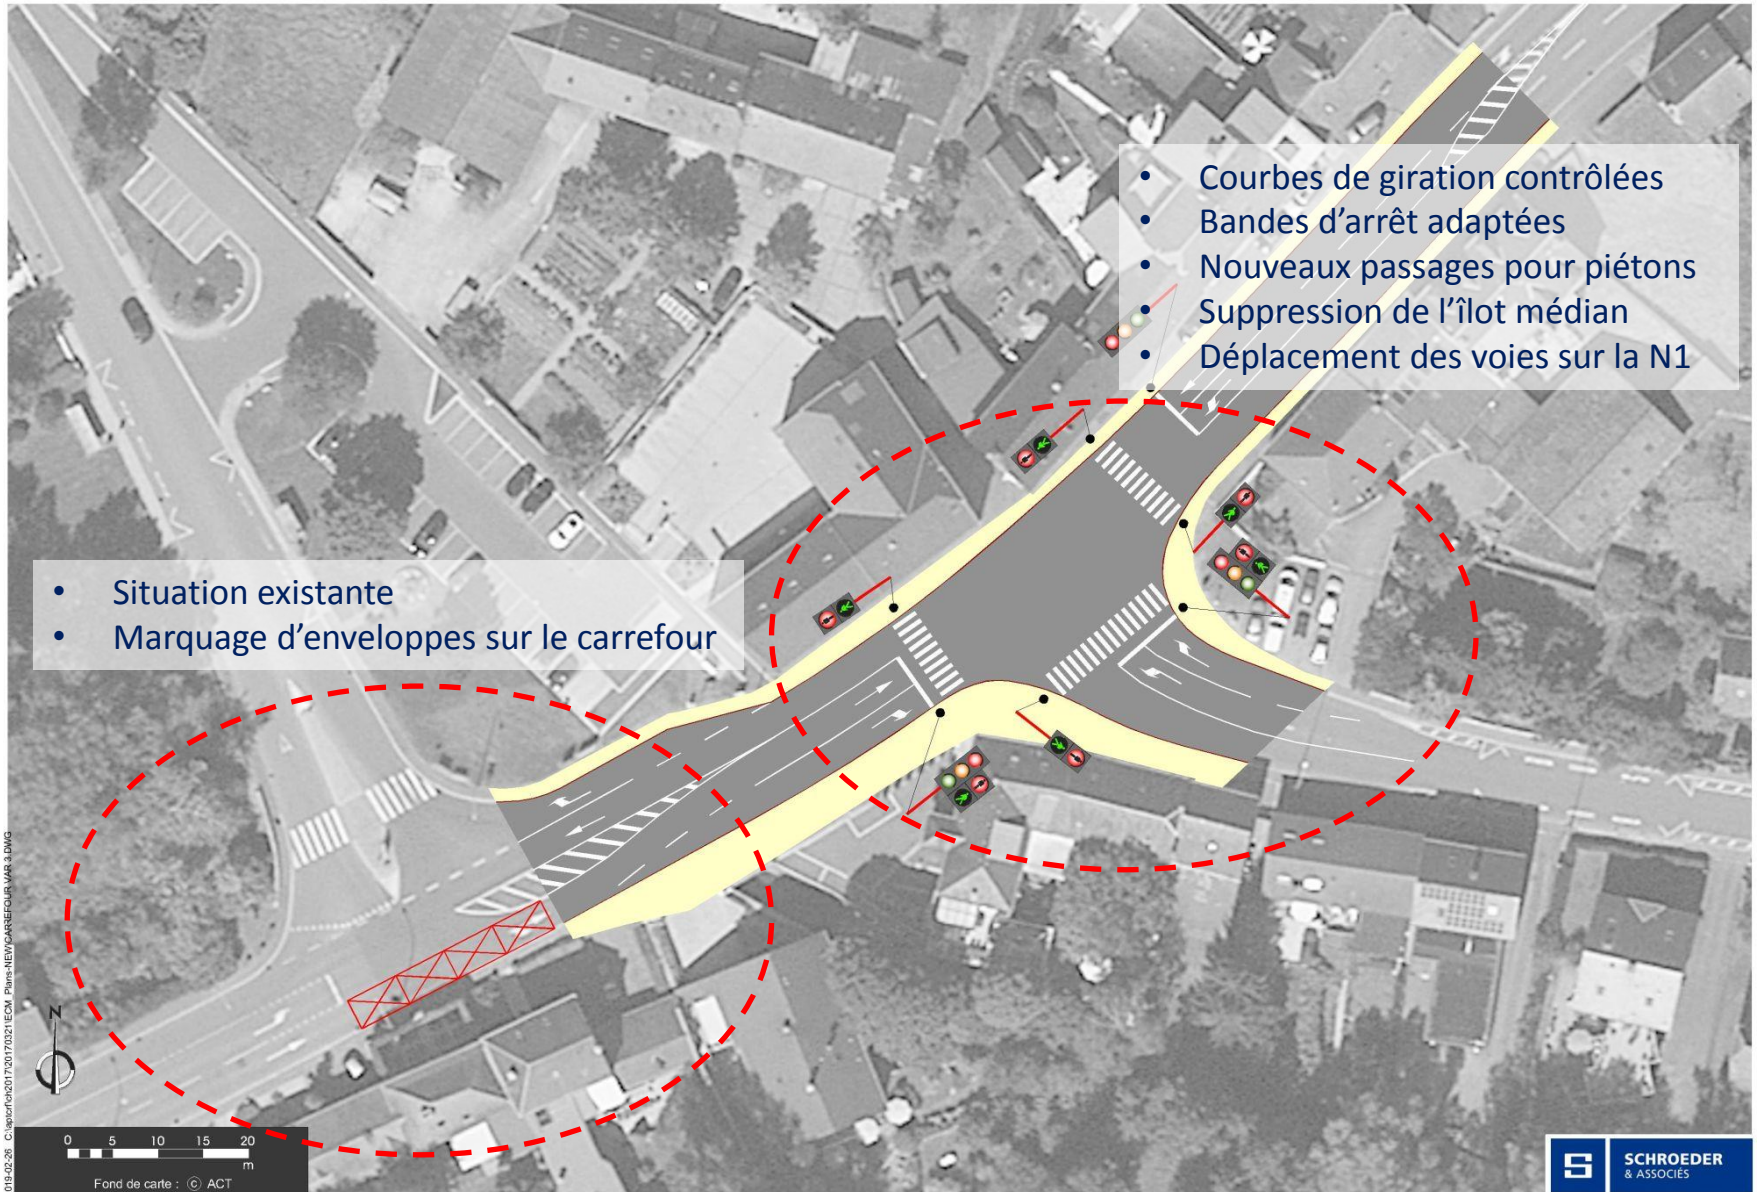 • Courbes de giration contrôlées
• Bandes d’arrêt adaptées
• Nouveaux passages pour piétons
• Suppression de l’îlot médian
• Déplacement des voies sur la N1
• Situation existante
• Marquage d’enveloppes sur le carrefour
N
0 5 10 15 20
m
Fond de carte : © ACT
SCHROEDER
& ASSOCIÉS